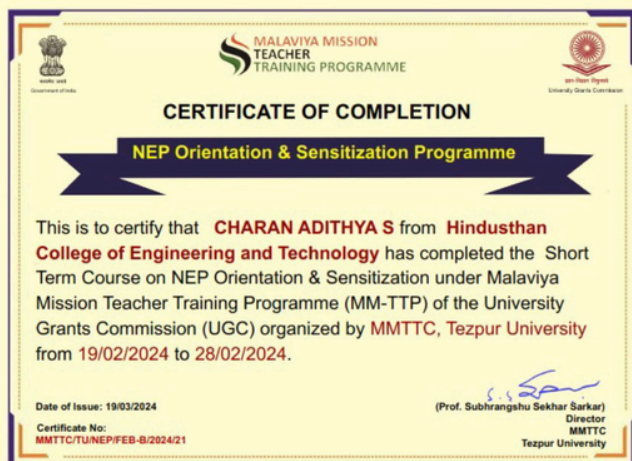 MALAVIYA MISSION
TEACHER
TRAINING PROGRAMME
Government of India
University Grants Commission
CERTIFICATE OF COMPLETION
NEP Orientation & Sensitization Programme
This is to certify that CHARAN ADITHYA S from Hindusthan
College of Engineering and Technology has completed the Short
Term Course on NEP Orientation & Sensitization under Malaviya
Mission Teacher Training Programme (MM-TTP) of the University
Grants Commission (UGC) organized by MMTTC, Tezpur University
from 19/02/2024 to 28/02/2024.
Date of Issue: 19/03/2024
Certificate No:
MMTTC/TU/NEP/FEB-B/2024/21
(Prof. Subhrangshu Sekhar Sarkar)
Director
MMTTC
Tezpur University